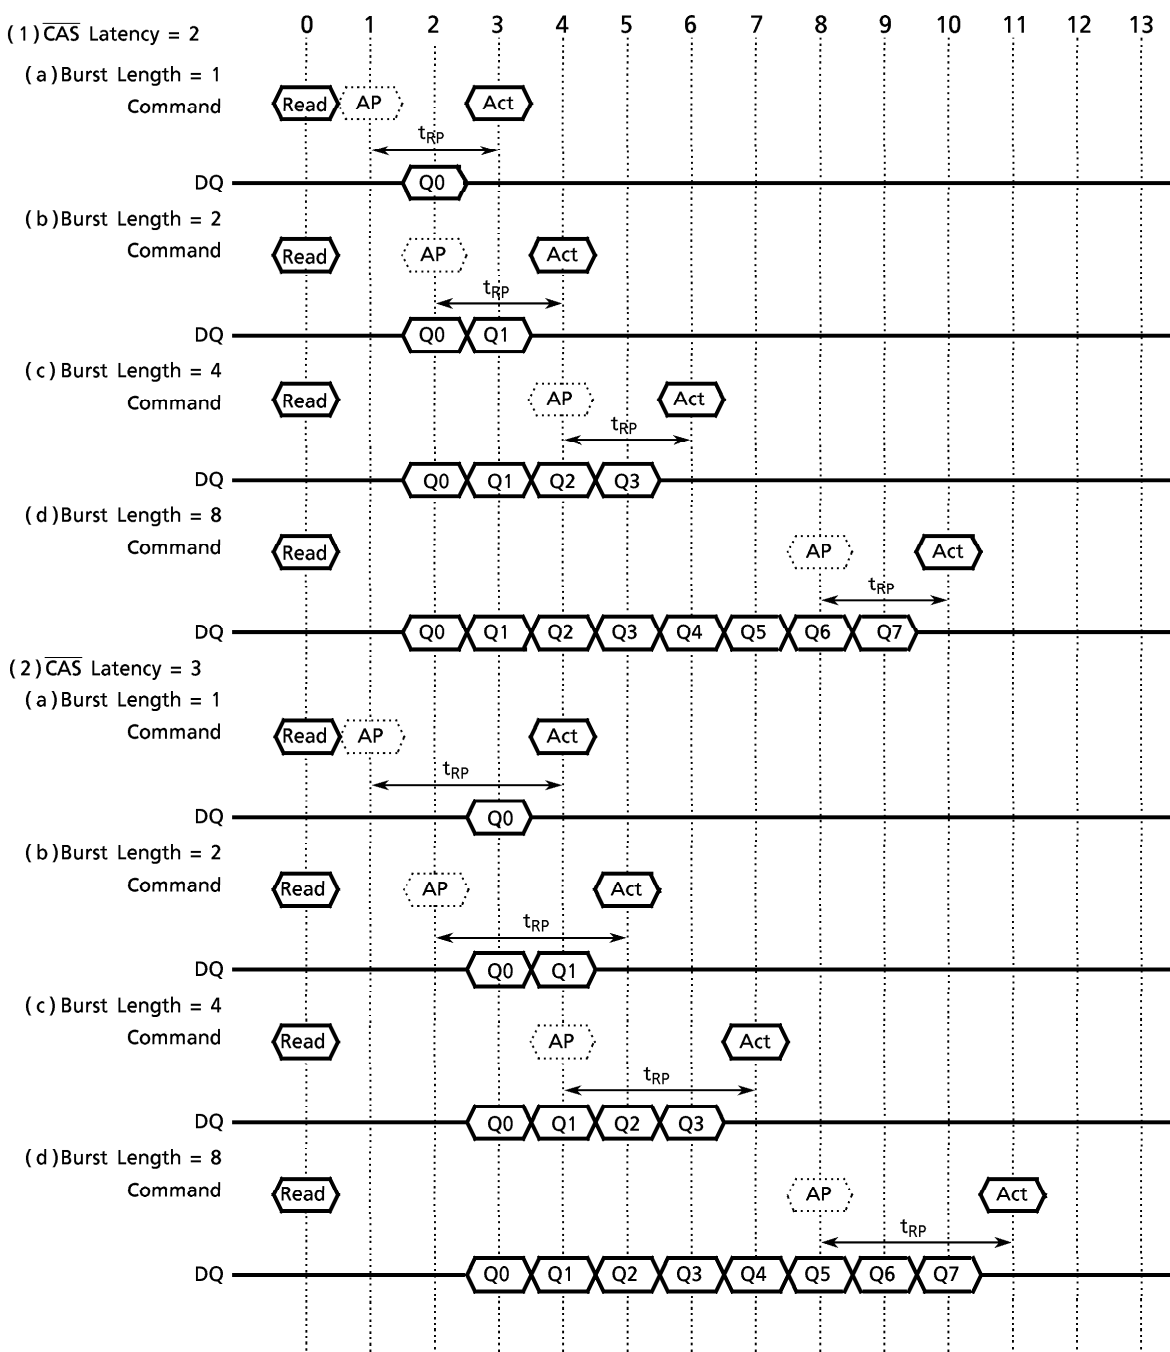 0 1 2 3 4 5 6 7 8 9 10 11 12 13
(1) CAS Latency = 2
(a) Burst Length = 1
Command Read AP Act
tRP
DQ Q0
(b) Burst Length = 2
Command Read AP Act
tRP
DQ Q0 Q1
(c) Burst Length = 4
Command Read AP Act
tRP
DQ Q0 Q1 Q2 Q3
(d) Burst Length = 8
Command Read AP Act
tRP
DQ Q0 Q1 Q2 Q3 Q4 Q5 Q6 Q7
(2) CAS Latency = 3
(a) Burst Length = 1
Command Read AP Act
tRP
DQ Q0
(b) Burst Length = 2
Command Read AP Act
tRP
DQ Q0 Q1
(c) Burst Length = 4
Command Read AP Act
tRP
DQ Q0 Q1 Q2 Q3
(d) Burst Length = 8
Command Read AP Act
tRP
DQ Q0 Q1 Q2 Q3 Q4 Q5 Q6 Q7